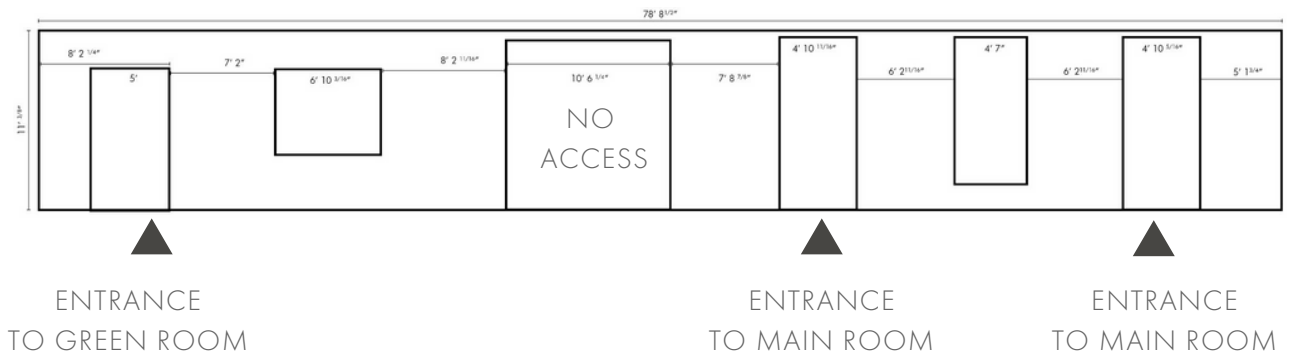 78' 8 1/2"
8' 2 1/8"
5'
7' 2"
6' 10 3/16"
8' 2 11/16"
10' 6 1/4"
7' 8 7/8"
4' 10 11/16"
6' 2 11/16"
4' 7"
6' 2 11/16"
4' 10 5/16"
5' 1 3/4"
11' 3/8"
NO
ACCESS
ENTRANCE
TO GREEN ROOM
ENTRANCE
TO MAIN ROOM
ENTRANCE
TO MAIN ROOM